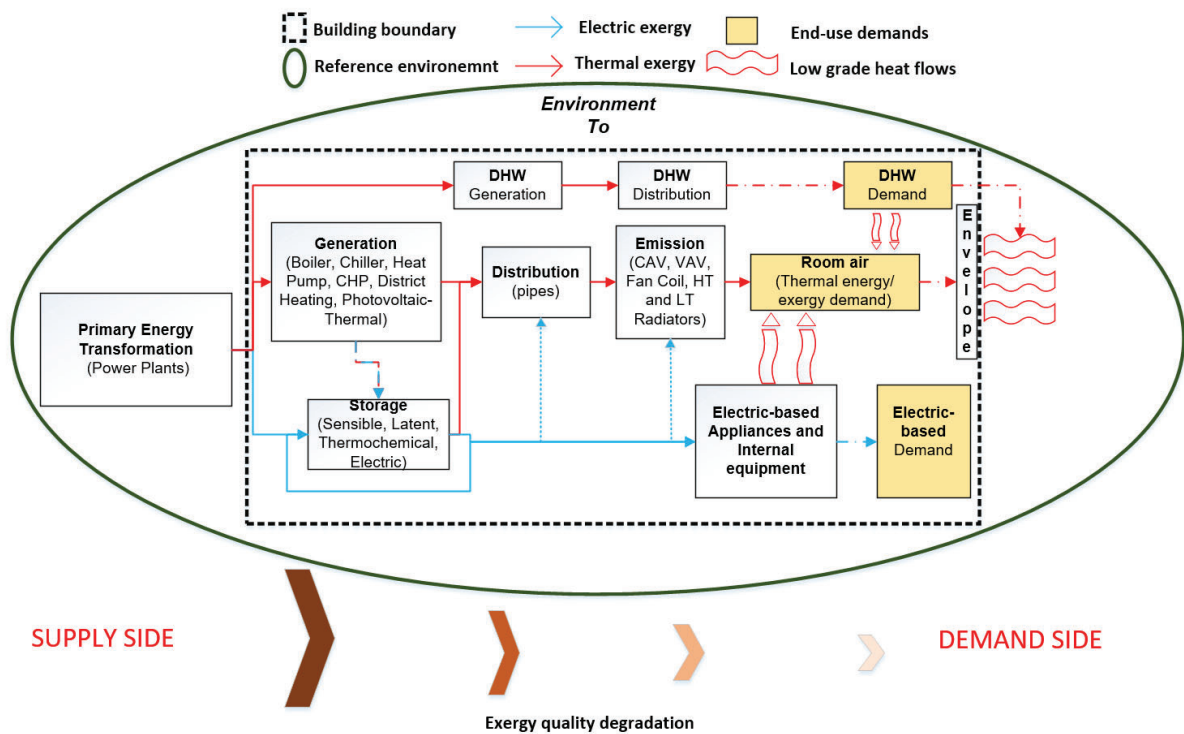 Building boundary
Electric exergy
End-use demands
Reference environemnt
Thermal exergy
Low grade heat flows
Environment
To
DHW
Generation
DHW
Distribution
DHW
Demand
Generation
(Boiler, Chiller, Heat
Pump, CHP, District
Heating, Photovoltaic-
Thermal)
Distribution
(pipes)
Emission
(CAV, VAV,
Fan Coil, HT
and LT
Radiators)
Room air
(Thermal energy/
exergy demand)
Envelope
Primary Energy
Transformation
(Power Plants)
Storage
(Sensible, Latent,
Thermochemical,
Electric)
Electric-based
Appliances and
Internal
equipment
Electric-
based
Demand
SUPPLY SIDE
DEMAND SIDE
Exergy quality degradation